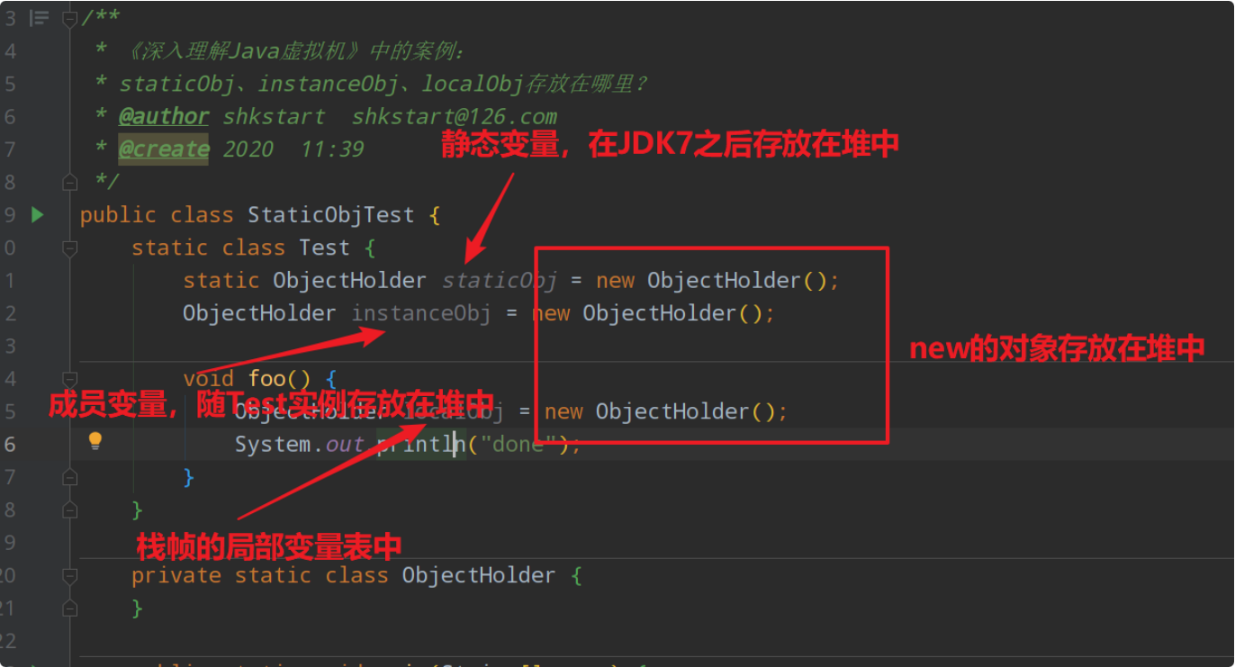 3 /**
4 * 《深入理解Java虚拟机》中的案例:
5 * staticObj、instanceObj、localObj存放在哪里?
6 * @author shkstart shkstart@126.com
7 * @create 2020 11:39
静态变量，在JDK7之后存放在堆中
8 */
9 public class StaticObjTest {
0 static class Test {
1 static ObjectHolder staticObj = new ObjectHolder();
2 ObjectHolder instanceObj = new ObjectHolder();
3
new的对象存放在堆中
4 void foo() {
成员变量，随Test实例存放在堆中
5 ObjectHolder localObj = new ObjectHolder();
6 System.out.println("done");
7 }
8 }
栈帧的局部变量表中
9
20 private static class ObjectHolder {
21 }
22